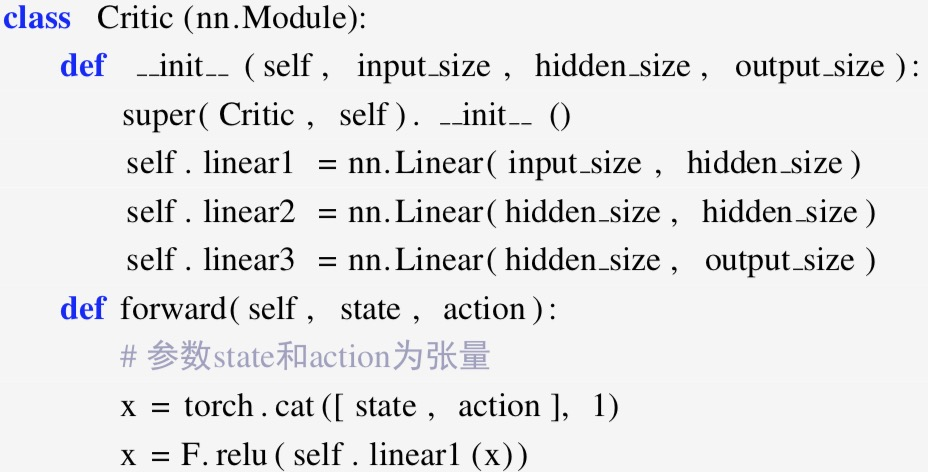 class Critic (nn.Module):
def __init__ ( self , input_size , hidden_size , output_size ):
super( Critic , self ). __init__ ()
self . linear1 = nn.Linear( input_size , hidden_size )
self . linear2 = nn.Linear( hidden_size , hidden_size )
self . linear3 = nn.Linear( hidden_size , output_size )
def forward( self , state , action ):
# 参数state和action为张量
x = torch . cat ([ state , action ], 1)
x = F. relu ( self . linear1 (x))